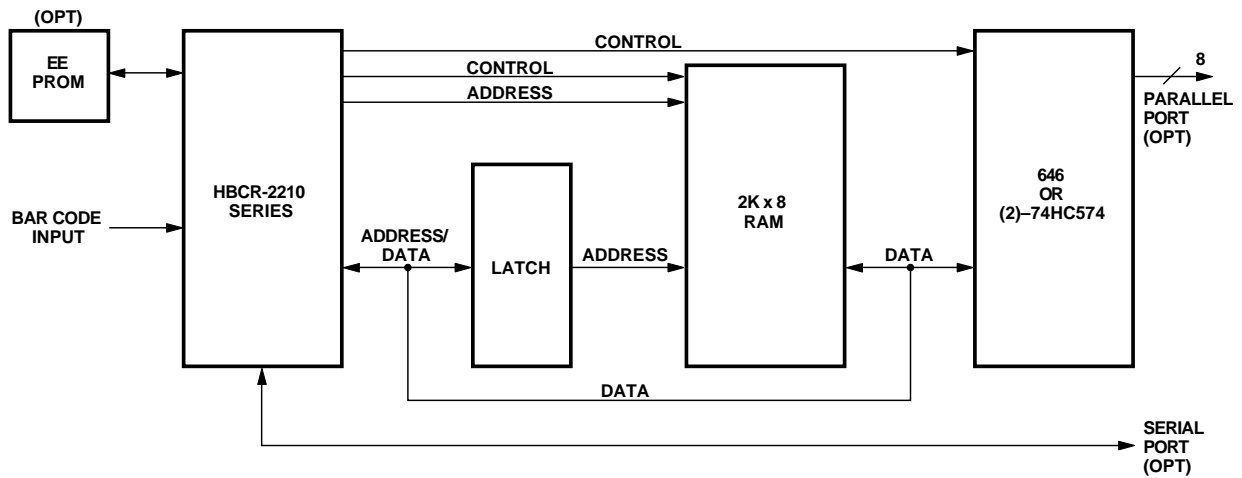 (OPT)
EE
PROM
BAR CODE
INPUT
HBCR-2210
SERIES
CONTROL
CONTROL
ADDRESS
ADDRESS/
DATA
LATCH
ADDRESS
2K x 8
RAM
DATA
DATA
646
OR
(2)–74HC574
8
PARALLEL
PORT
(OPT)
SERIAL
PORT
(OPT)